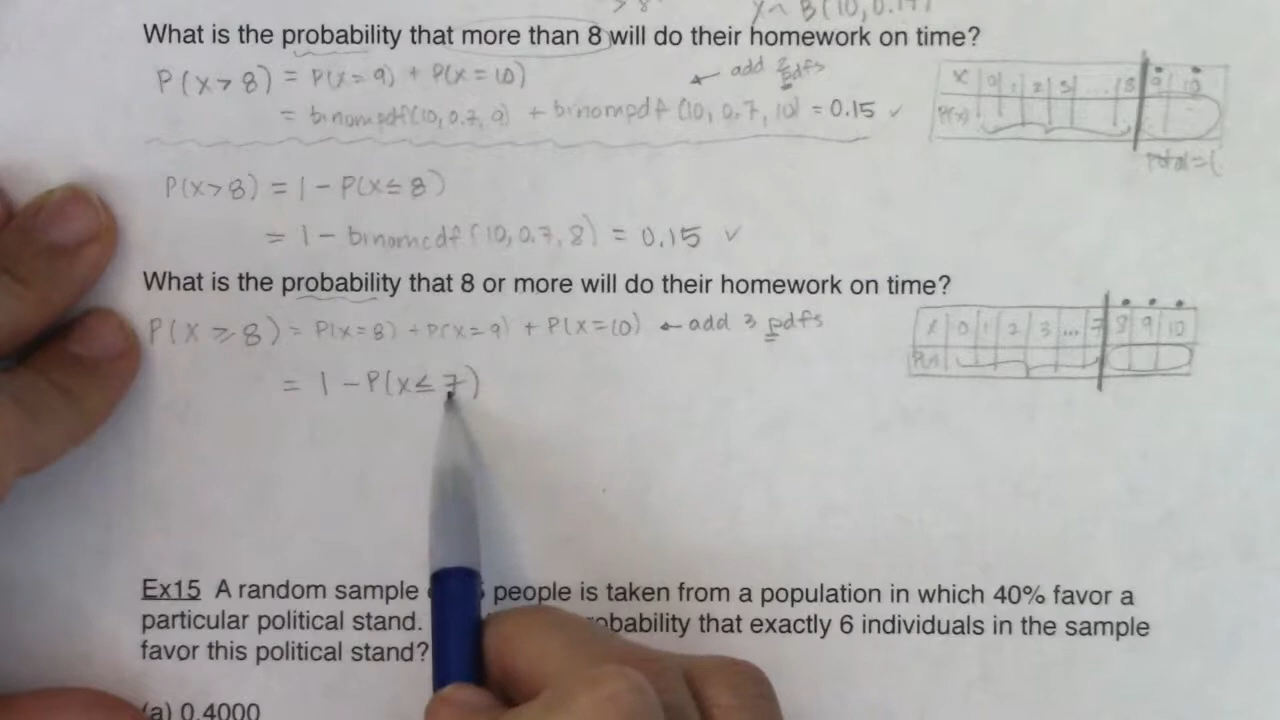 X ~ B(10, 0.7)
> 8
What is the probability that more than 8 will do their homework on time?
P(X > 8) = P(X = 9) + P(X = 10) ← add 2 pdfs
= binompdf(10, 0.7, 9) + binompdf(10, 0.7, 10) = 0.15 ✓
X 0 1 2 3 ... 8 9 10
P(X)
total = 1
P(X > 8) = 1 - P(X ≤ 8)
= 1 - binomcdf(10, 0.7, 8) = 0.15 ✓
What is the probability that 8 or more will do their homework on time?
P(X ≥ 8) = P(X = 8) + P(X = 9) + P(X = 10) ← add 3 pdfs
X 0 1 2 3 ... 7 8 9 10
P(X)
= 1 - P(X ≤ 7)
Ex15 A random sample people is taken from a population in which 40% favor a
particular political stand. probability that exactly 6 individuals in the sample
favor this political stand?
(a) 0.4000